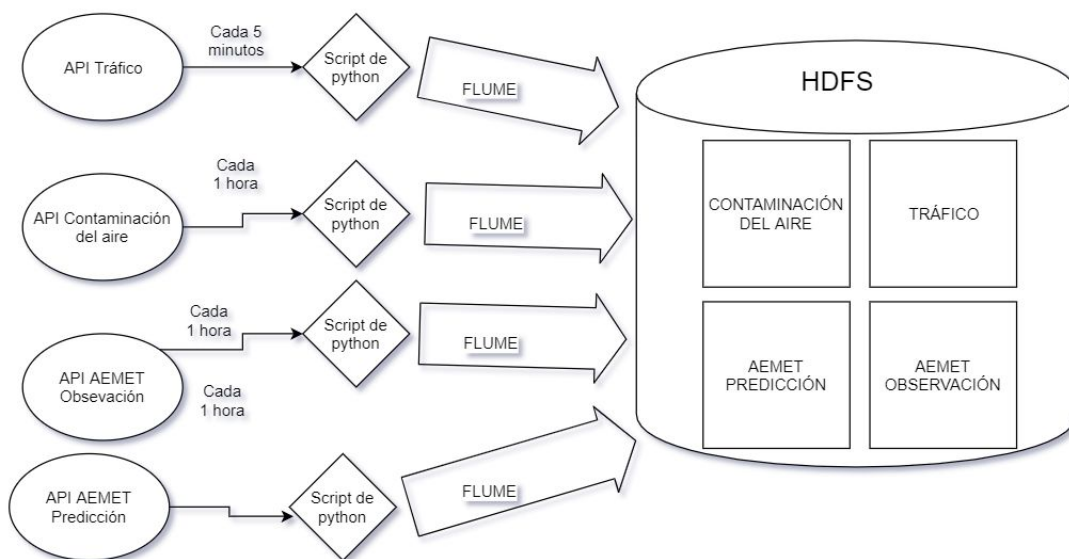 API Tráfico
Cada 5
minutos
Script de
python
FLUME
API Contaminación
del aire
Cada
1 hora
Script de
python
FLUME
API AEMET
Obsevación
Cada
1 hora
Script de
python
FLUME
API AEMET
Predicción
Cada
1 hora
Script de
python
FLUME
HDFS
CONTAMINACIÓN
DEL AIRE
TRÁFICO
AEMET
PREDICCIÓN
AEMET
OBSERVACIÓN